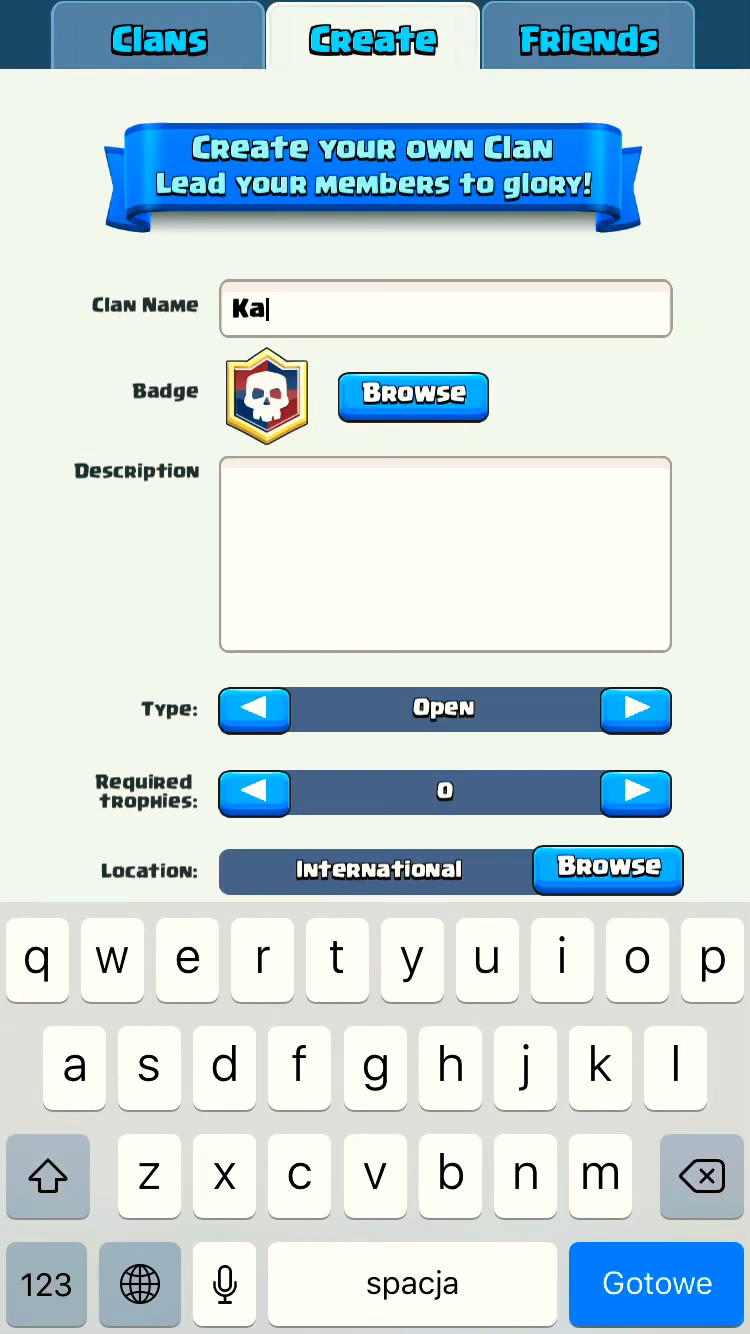 Clans Create Friends
Create your own Clan
Lead your members to glory!
Clan Name Ka
Badge Browse
Description
Type: Open
Required
trophies: 0
Location: International Browse
q w e r t y u i o p
a s d f g h j k l
z x c v b n m
123 spacja Gotowe